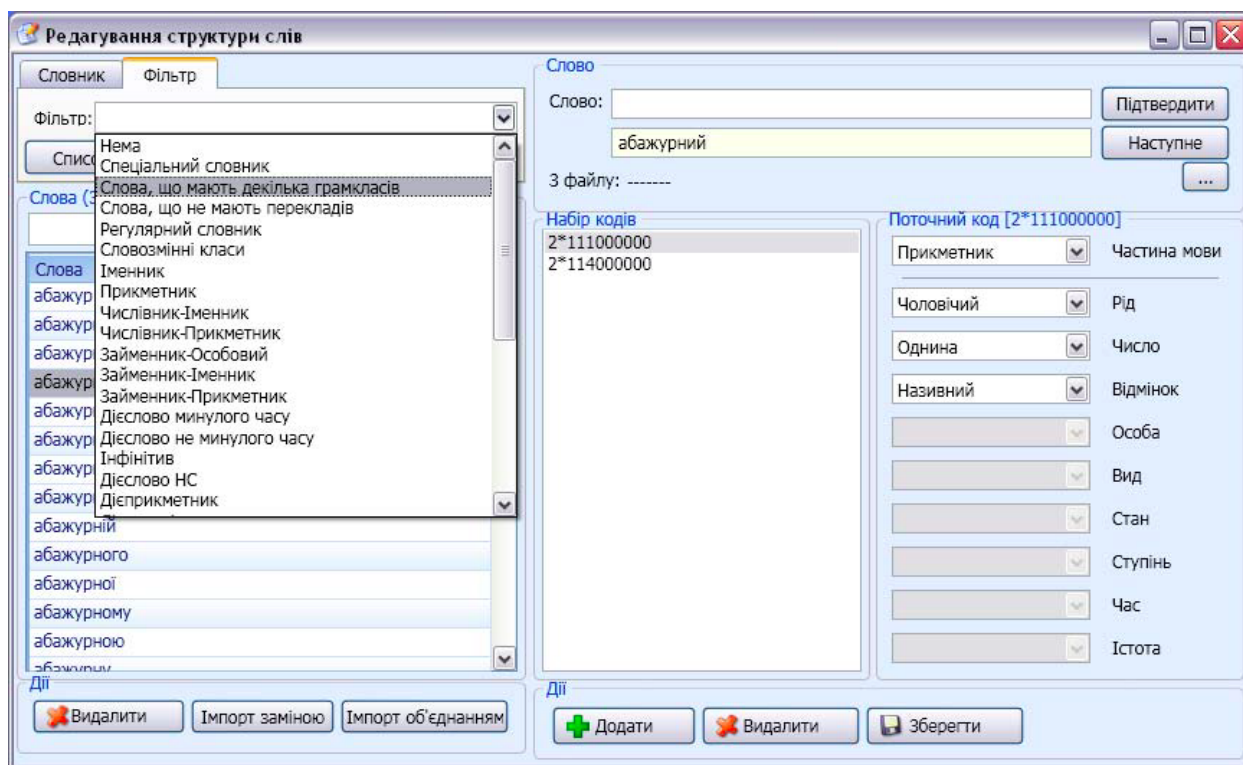 Редагування структури слів
Словник
Фільтр
Фільтр:
Нема
Спеціальний словник
Слова, що мають декілька грамкласів
Слова, що не мають перекладів
Регулярний словник
Словозмінні класи
Іменник
Прикметник
Числівник-Іменник
Числівник-Прикметник
Займенник-Особовий
Займенник-Іменник
Займенник-Прикметник
Дієслово минулого часу
Дієслово не минулого часу
Інфінітив
Дієслово НС
Дієприкметник
Слова
абажурній
абажурного
абажурної
абажурному
абажурною
абажурну
Дії
Видалити
Імпорт заміною
Імпорт об'єднанням
Слово
Слово:
Підтвердити
абажурний
Наступне
З файлу: -------
...
Набір кодів
2*111000000
2*114000000
Поточний код [2*111000000]
Прикметник Частина мови
Чоловічий Рід
Однина Число
Називний Відмінок
Особа
Вид
Стан
Ступінь
Час
Істота
Дії
Додати
Видалити
Зберегти